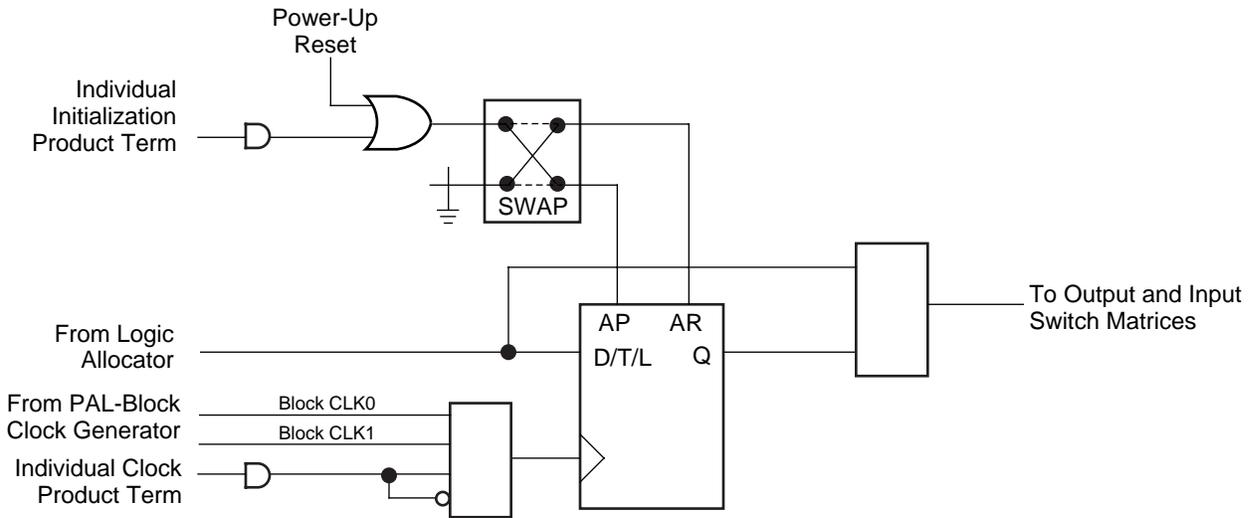 Power-Up
Reset
Individual
Initialization
Product Term
SWAP
To Output and Input
Switch Matrices
AP
AR
From Logic
Allocator
D/T/L
Q
From PAL-Block
Clock Generator
Block CLK0
Block CLK1
Individual Clock
Product Term